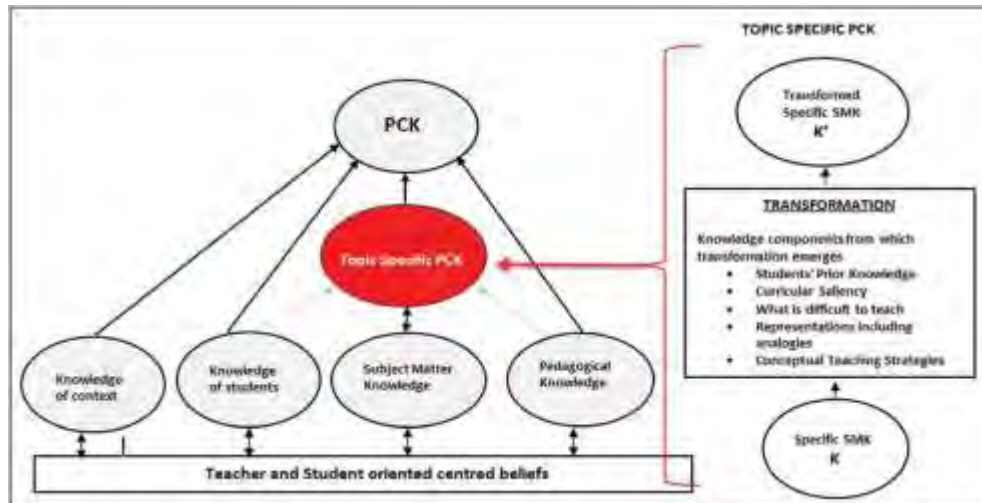 TOPIC SPECIFIC PCK
PCK
Topic Specific PCK
Knowledge
of context
Knowledge
of students
Subject Matter
Knowledge
Pedagogical
Knowledge
Teacher and Student oriented centred beliefs
Transformed
Specific SMK
K'
TRANSFORMATION
Knowledge components from which
transformation emerges
• Students' Prior Knowledge
• Curricular Saliency
• What is difficult to teach
• Representations including
analogies
• Conceptual Teaching Strategies
Specific SMK
K